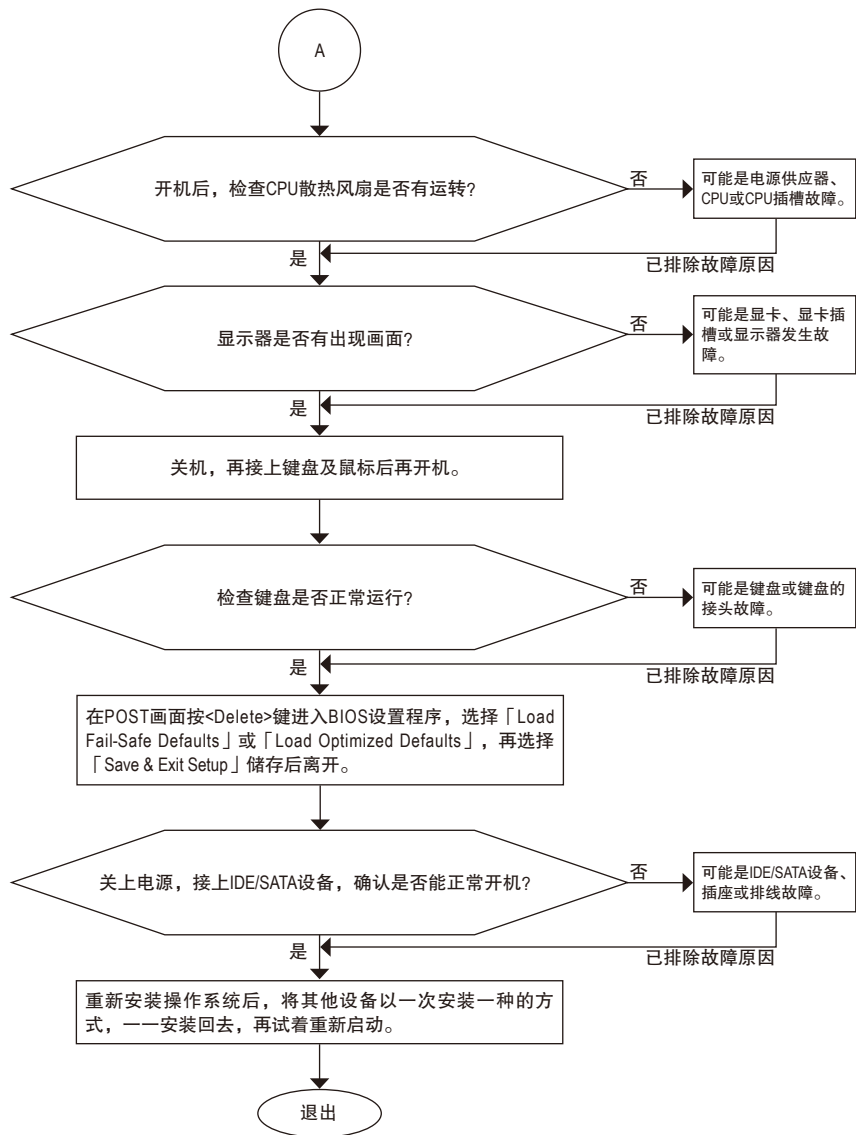 A
开机后，检查CPU散热风扇是否有运转?
否
可能是电源供应器、
CPU或CPU插槽故障。
是
已排除故障原因
显示器是否有出现画面?
否
可能是显卡、显卡插
槽或显示器发生故
障。
是
已排除故障原因
关机，再接上键盘及鼠标后再开机。
检查键盘是否正常运行?
否
可能是键盘或键盘的
接头故障。
是
已排除故障原因
在POST画面按<Delete>键进入BIOS设置程序，选择「Load
Fail-Safe Defaults」或「Load Optimized Defaults」，再选择
「Save & Exit Setup」储存后离开。
关上电源，接上IDE/SATA设备，确认是否能正常开机?
否
可能是IDE/SATA设备、
插座或排线故障。
是
已排除故障原因
重新安装操作系统后，将其他设备以一次安装一种的方
式，一一安装回去，再试着重新启动。
退出